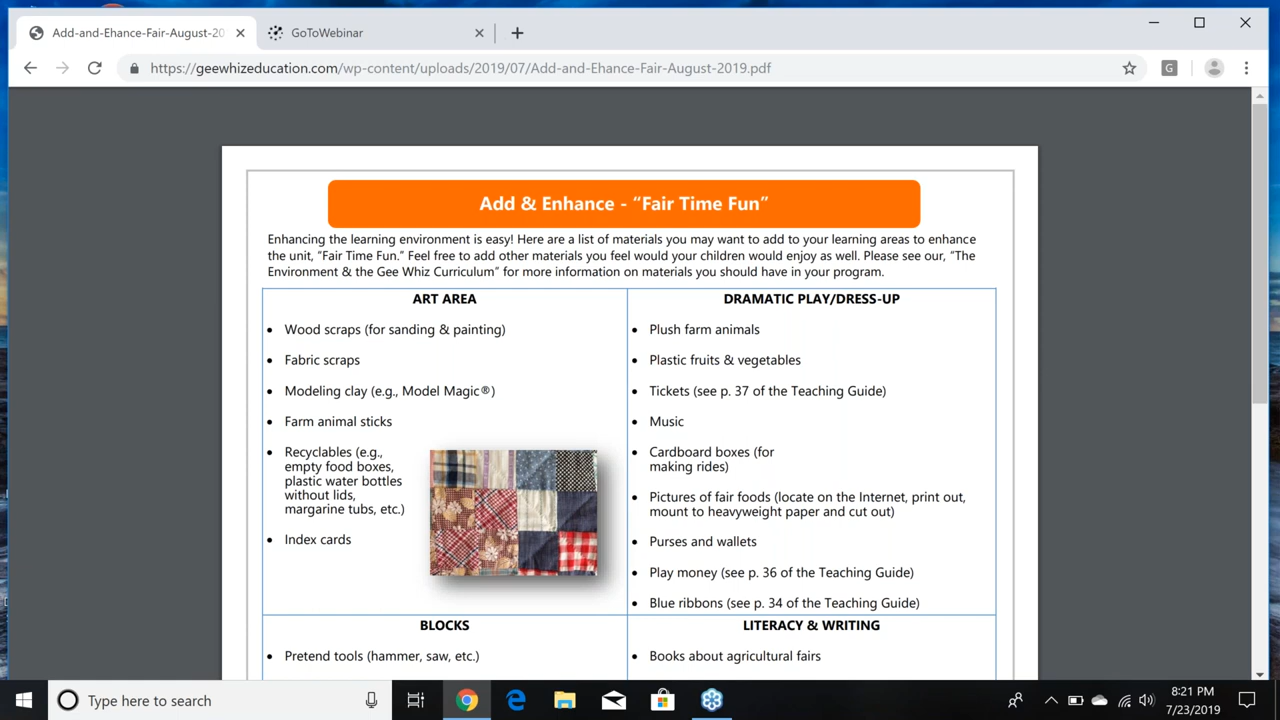 Add-and-Ehance-Fair-August-20
GoToWebinar
https://geewhizeducation.com/wp-content/uploads/2019/07/Add-and-Ehance-Fair-August-2019.pdf
G
Add & Enhance - “Fair Time Fun”
Enhancing the learning environment is easy! Here are a list of materials you may want to add to your learning areas to enhance
the unit, “Fair Time Fun.” Feel free to add other materials you feel would your children would enjoy as well. Please see our, “The
Environment & the Gee Whiz Curriculum” for more information on materials you should have in your program.
ART AREA
• Wood scraps (for sanding & painting)
• Fabric scraps
• Modeling clay (e.g., Model Magic®)
• Farm animal sticks
• Recyclables (e.g.,
empty food boxes,
plastic water bottles
without lids,
margarine tubs, etc.)
• Index cards
DRAMATIC PLAY/DRESS-UP
• Plush farm animals
• Plastic fruits & vegetables
• Tickets (see p. 37 of the Teaching Guide)
• Music
• Cardboard boxes (for
making rides)
• Pictures of fair foods (locate on the Internet, print out,
mount to heavyweight paper and cut out)
• Purses and wallets
• Play money (see p. 36 of the Teaching Guide)
• Blue ribbons (see p. 34 of the Teaching Guide)
BLOCKS
• Pretend tools (hammer, saw, etc.)
LITERACY & WRITING
• Books about agricultural fairs
Type here to search
8:21 PM
7/23/2019